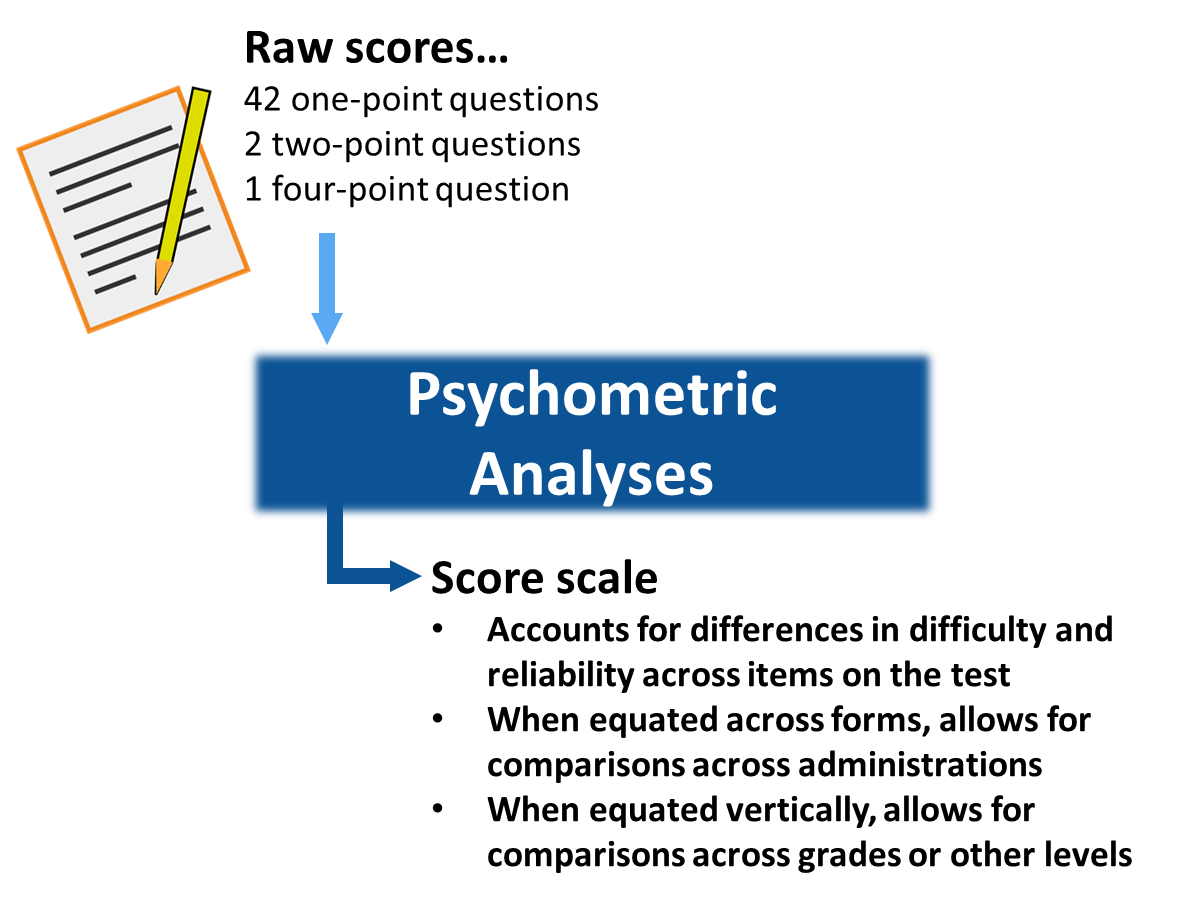 Raw scores…
42 one-point questions
2 two-point questions
1 four-point question
Psychometric
Analyses
Score scale
• Accounts for differences in difficulty and
reliability across items on the test
• When equated across forms, allows for
comparisons across administrations
• When equated vertically, allows for
comparisons across grades or other levels